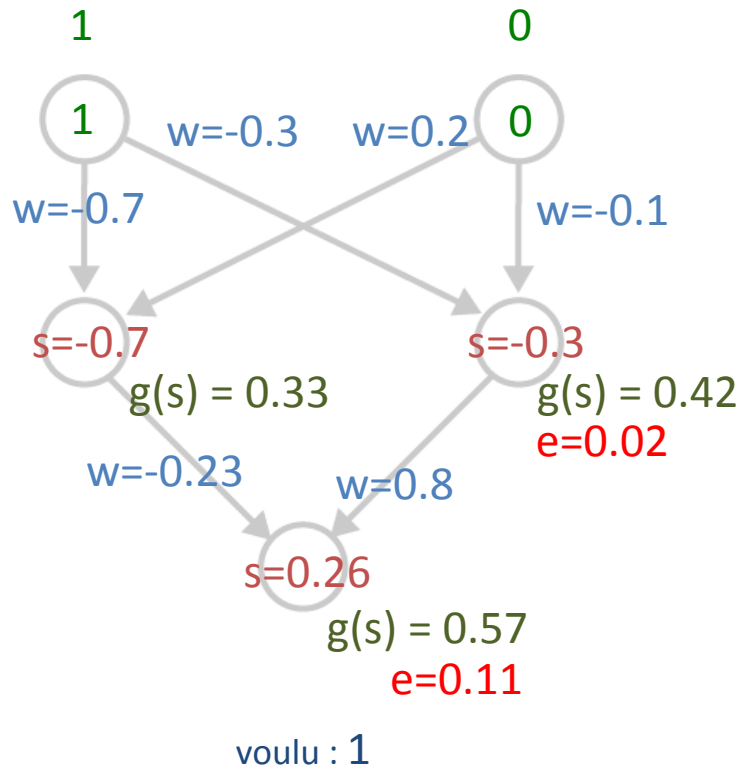 1 0
1 0
w=-0.3 w=0.2
w=-0.7 w=-0.1
s=-0.7 s=-0.3
g(s) = 0.33 g(s) = 0.42
e=0.02
w=-0.23 w=0.8
s=0.26
g(s) = 0.57
e=0.11
voulu : 1